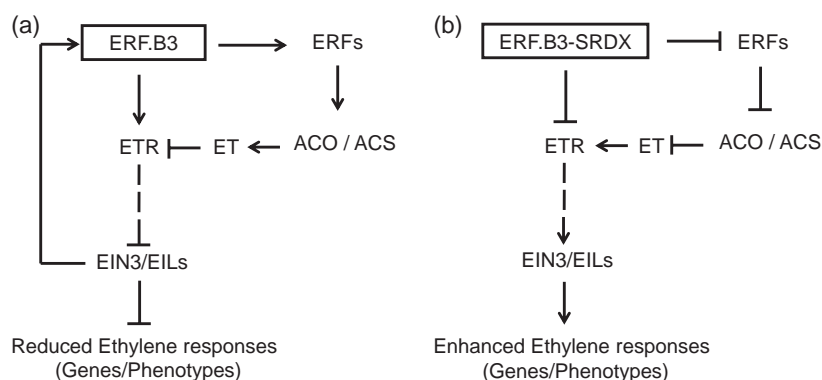 (a)
ERF.B3
ERFs
ETR
ET
ACO / ACS
EIN3/EILs
Reduced Ethylene responses
(Genes/Phenotypes)
(b)
ERF.B3-SRDX
ERFs
ETR
ET
ACO / ACS
EIN3/EILs
Enhanced Ethylene responses
(Genes/Phenotypes)